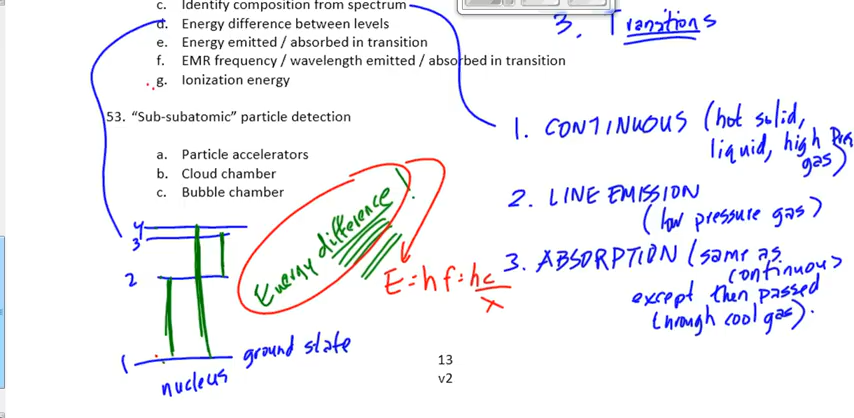 c. Identify composition from spectrum
d. Energy difference between levels
e. Energy emitted / absorbed in transition
f. EMR frequency / wavelength emitted / absorbed in transition
g. Ionization energy
53. "Sub-subatomic" particle detection
a. Particle accelerators
b. Cloud chamber
c. Bubble chamber
3. Transitions
1. CONTINUOUS (hot solid,
liquid, high
gas)
2. LINE EMISSION
(low pressure gas)
3. ABSORPTION (same as
continuous
except then passed
through cool gas).
Energy difference!
E = hf = hc
λ
4
3
2
1
ground state
nucleus
13
v2